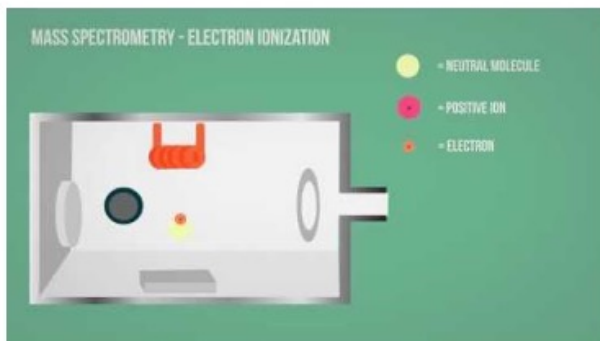 MASS SPECTROMETRY - ELECTRON IONIZATION
= NEUTRAL MOLECULE
= POSITIVE ION
= ELECTRON